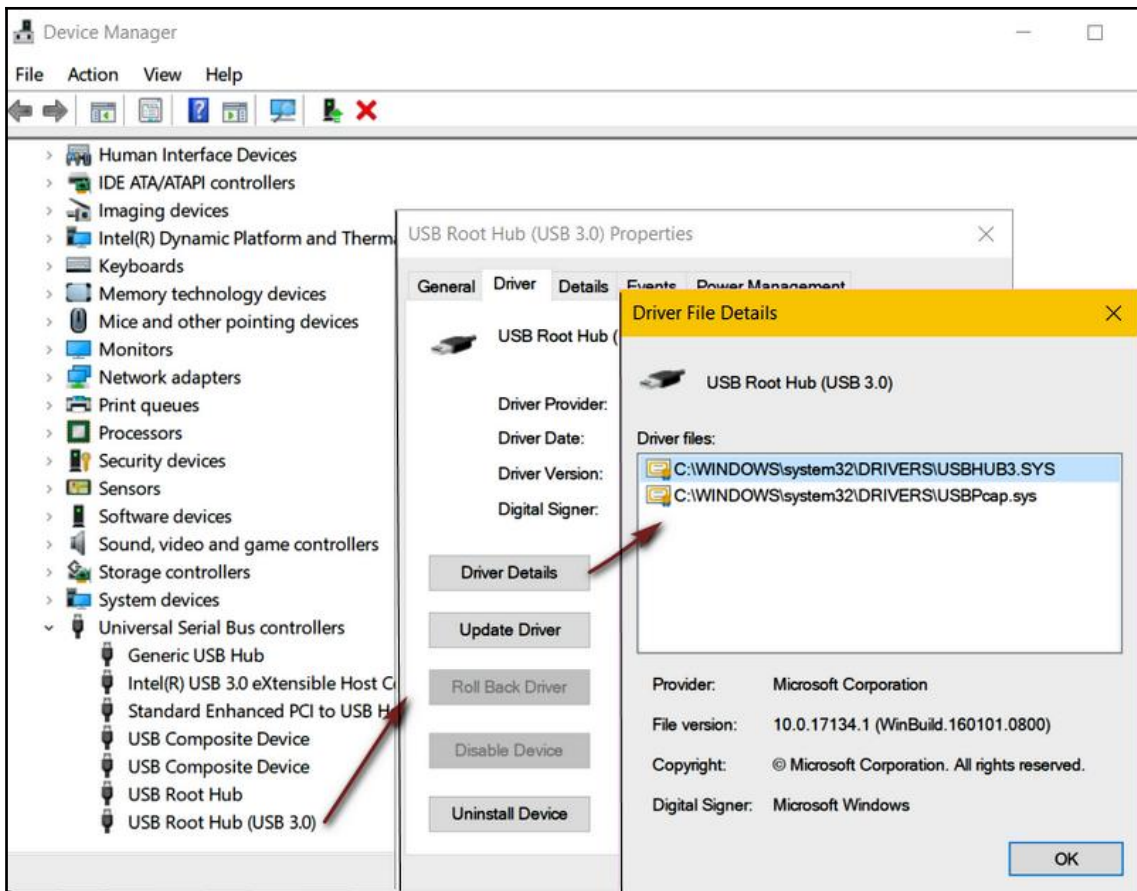 Device Manager
File Action View Help
Human Interface Devices
IDE ATA/ATAPI controllers
Imaging devices
Intel(R) Dynamic Platform and Therm
Keyboards
Memory technology devices
Mice and other pointing devices
Monitors
Network adapters
Print queues
Processors
Security devices
Sensors
Software devices
Sound, video and game controllers
Storage controllers
System devices
Universal Serial Bus controllers
Generic USB Hub
Intel(R) USB 3.0 eXtensible Host C
Standard Enhanced PCI to USB H
USB Composite Device
USB Composite Device
USB Root Hub
USB Root Hub (USB 3.0)
USB Root Hub (USB 3.0) Properties
General Driver Details Events Power Management
USB Root Hub (
Driver Provider:
Driver Date:
Driver Version:
Digital Signer:
Driver Details
Update Driver
Roll Back Driver
Disable Device
Uninstall Device
Driver File Details
USB Root Hub (USB 3.0)
Driver files:
C:\WINDOWS\system32\DRIVERS\USBHUB3.SYS
C:\WINDOWS\system32\DRIVERS\USBPcap.sys
Provider: Microsoft Corporation
File version: 10.0.17134.1 (WinBuild.160101.0800)
Copyright: © Microsoft Corporation. All rights reserved.
Digital Signer: Microsoft Windows
OK